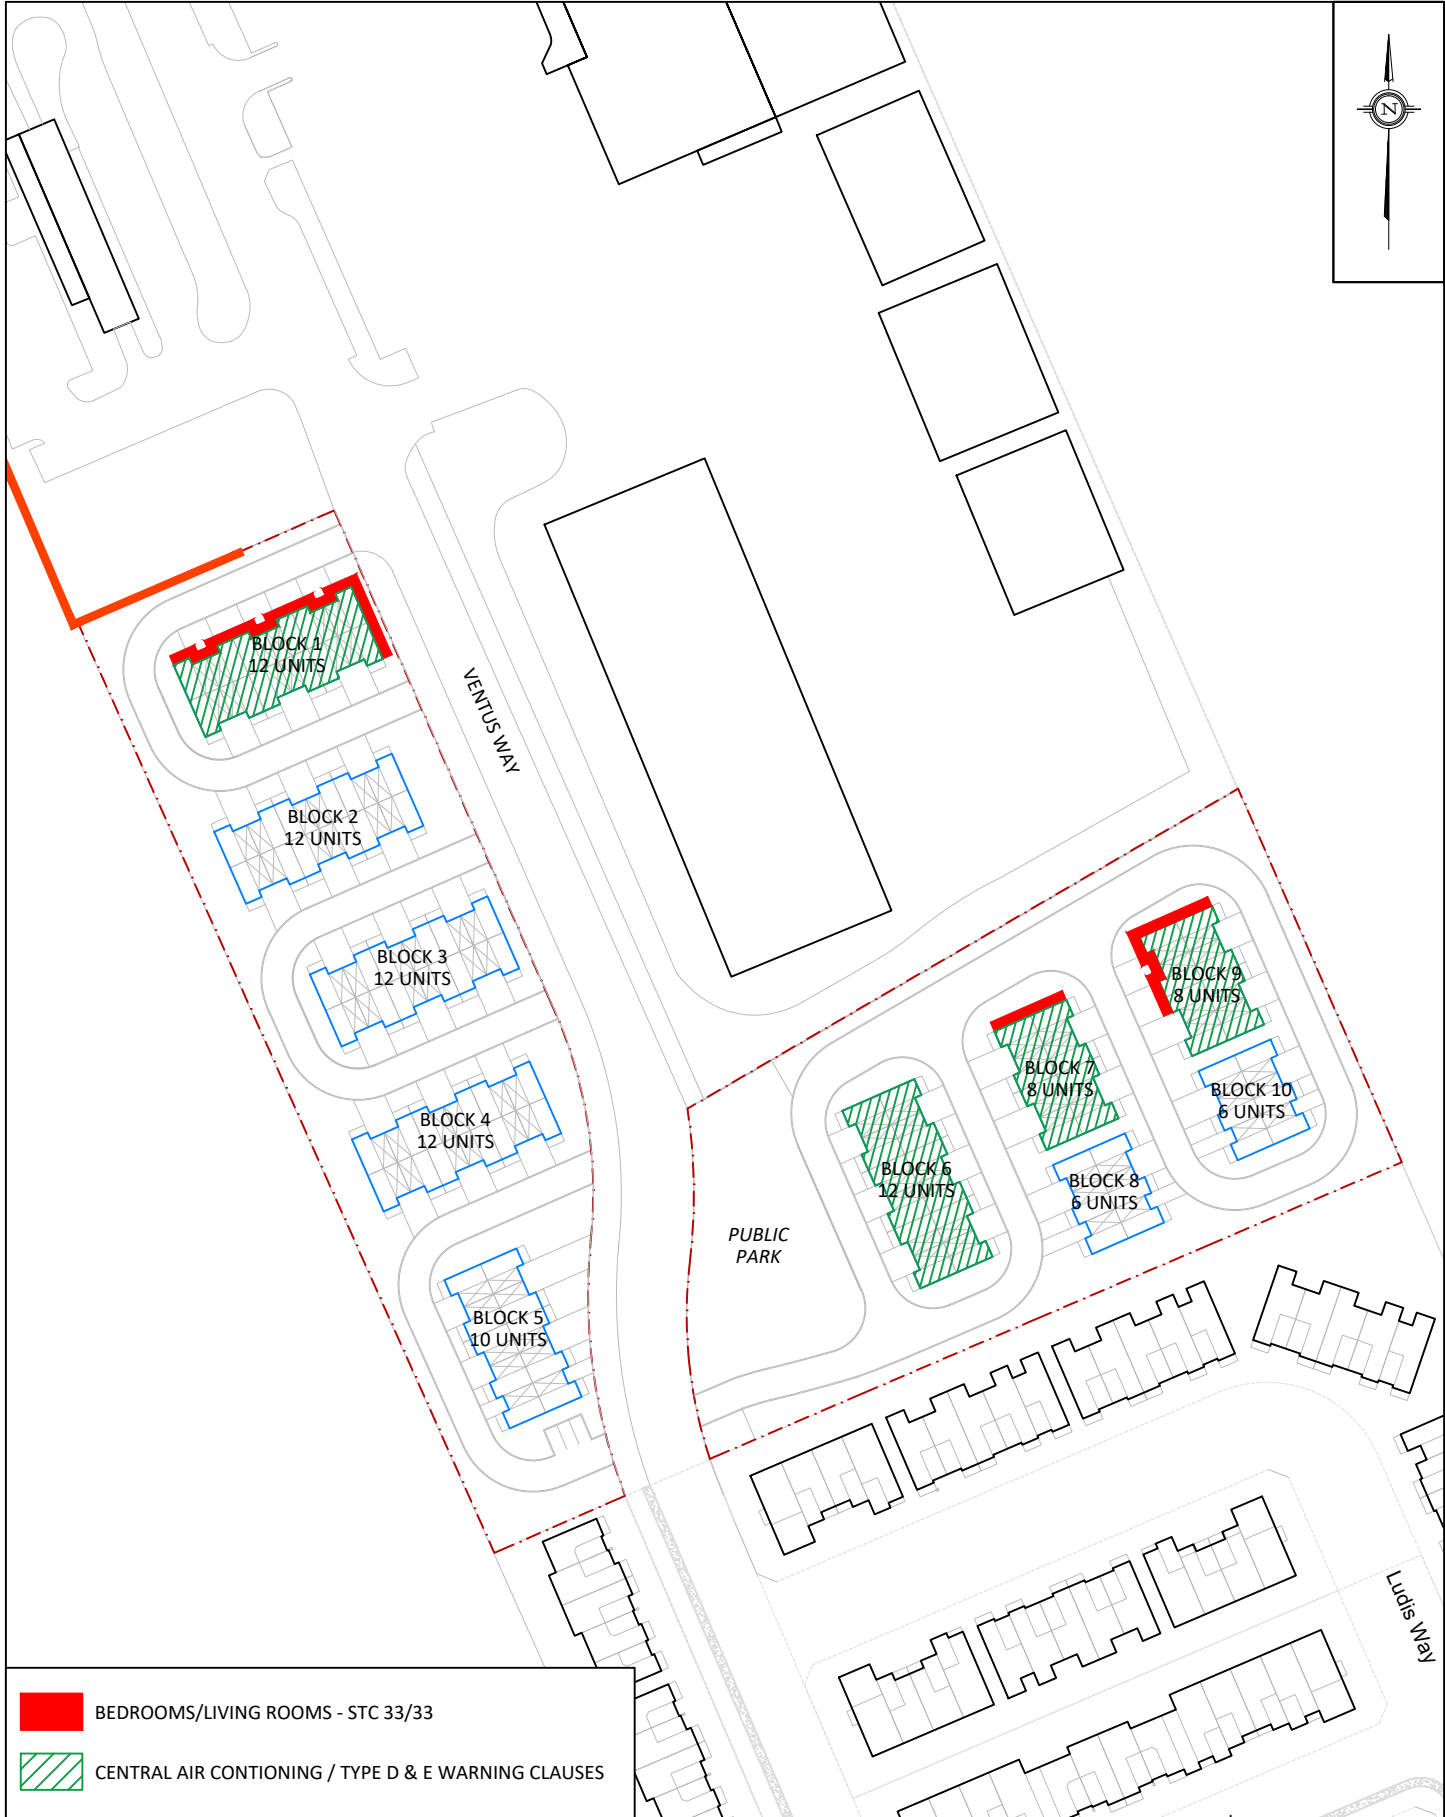 N
BLOCK 1
12 UNITS
VENTUS WAY
BLOCK 2
12 UNITS
BLOCK 3
12 UNITS
BLOCK 4
12 UNITS
BLOCK 5
10 UNITS
BLOCK 9
8 UNITS
BLOCK 7
8 UNITS
BLOCK 10
6 UNITS
BLOCK 6
12 UNITS
BLOCK 8
6 UNITS
PUBLIC
PARK
Ludis Way
BEDROOMS/LIVING ROOMS - STC 33/33
CENTRAL AIR CONTIONING / TYPE D & E WARNING CLAUSES